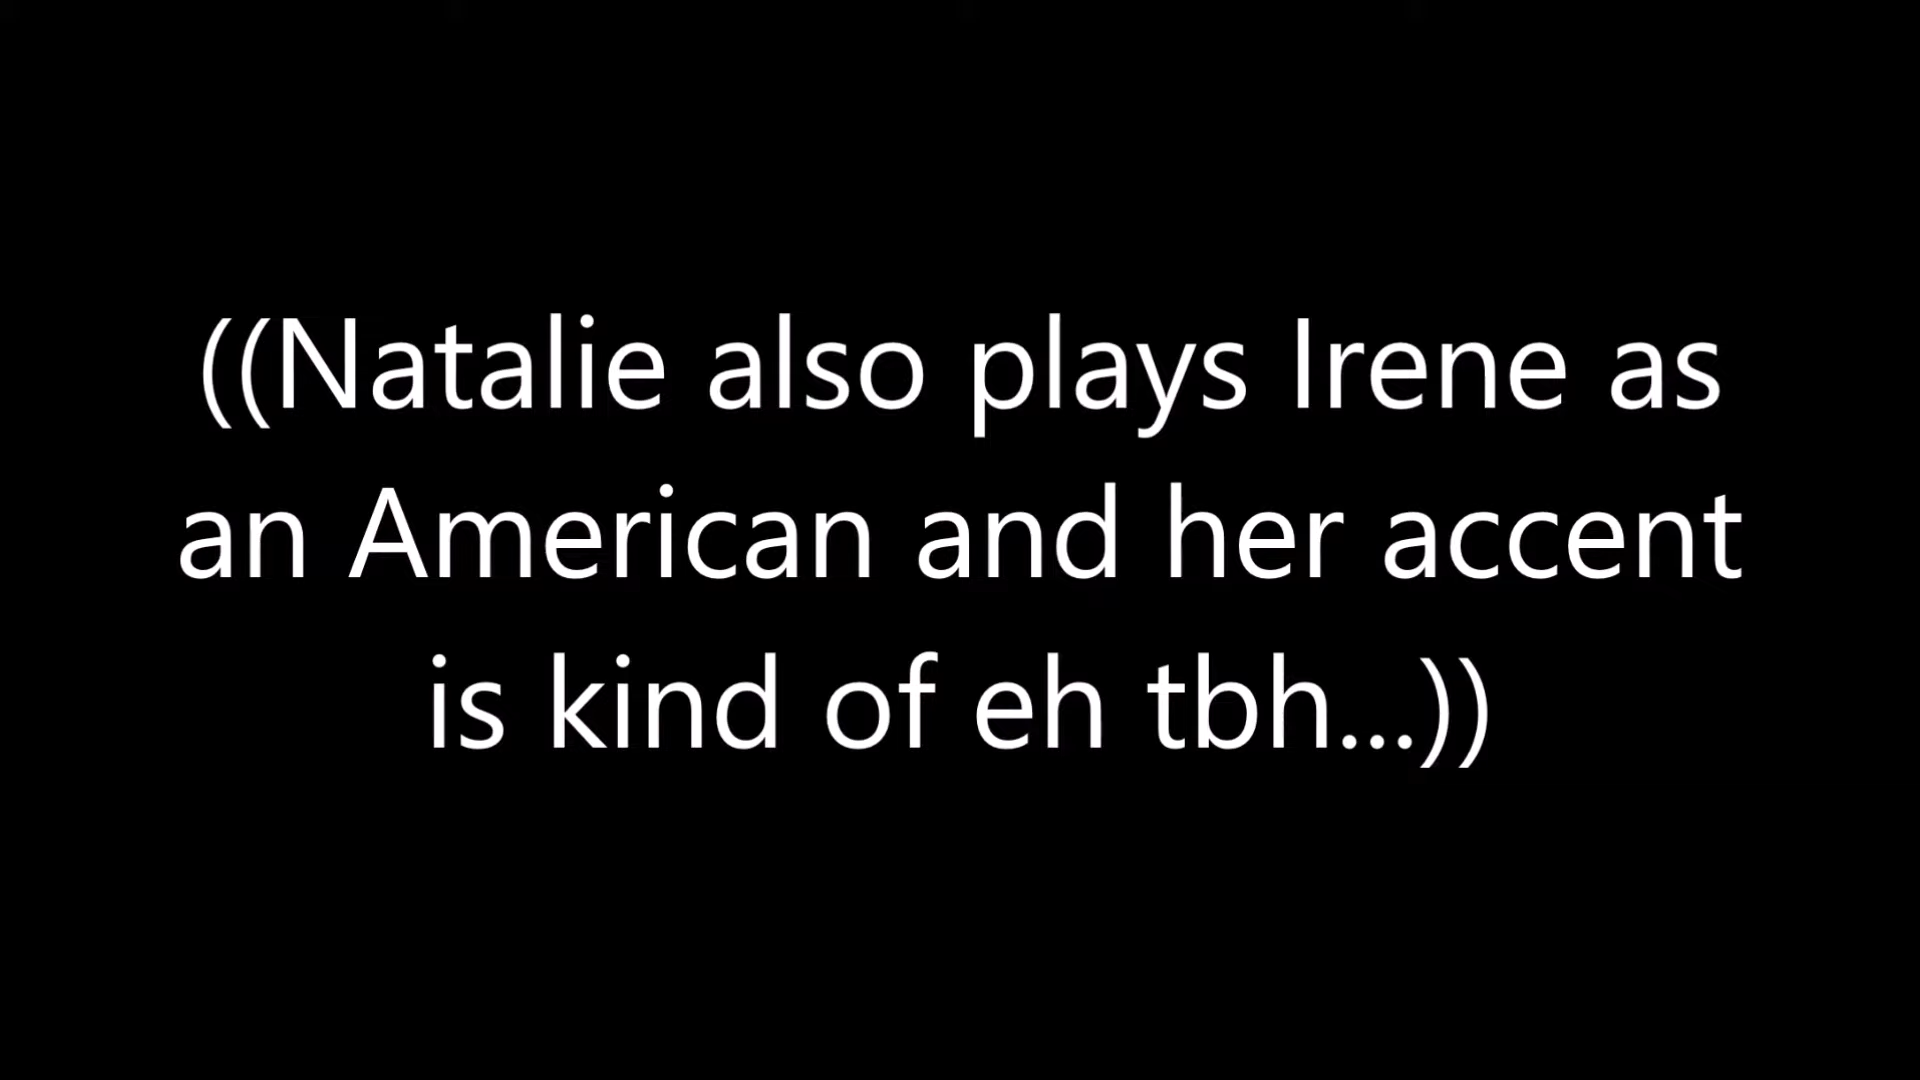 ((Natalie also plays Irene as
an American and her accent
is kind of eh tbh...))